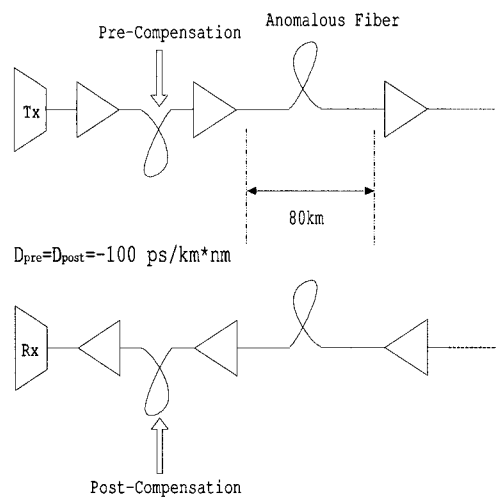 Pre-Compensation
Anomalous Fiber
Tx
80km
Dpre=Dpost=-100 ps/km*nm
Rx
Post-Compensation